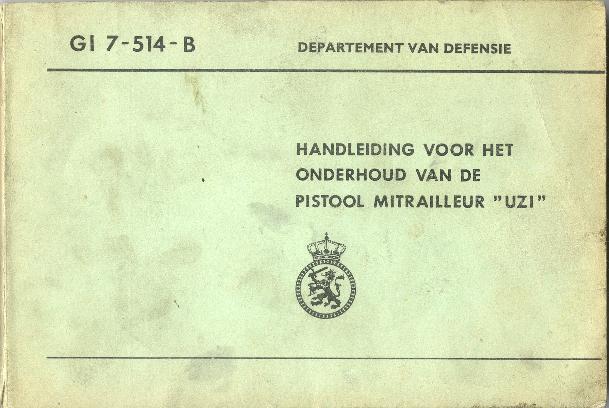 GI 7-514-B
DEPARTEMENT VAN DEFENSIE
HANDLEIDING VOOR HET
ONDERHOUD VAN DE
PISTOOL MITRAILLEUR ”UZI”